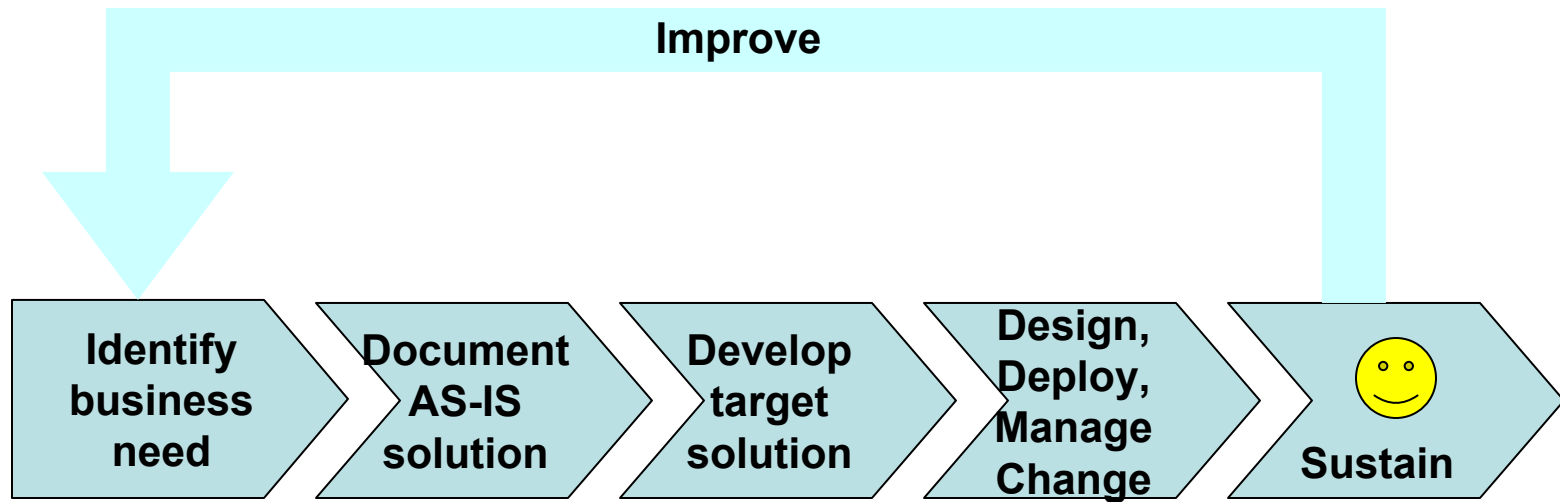 Improve
Identify
business
need
Document
AS-IS
solution
Develop
target
solution
Design,
Deploy,
Manage
Change
Sustain